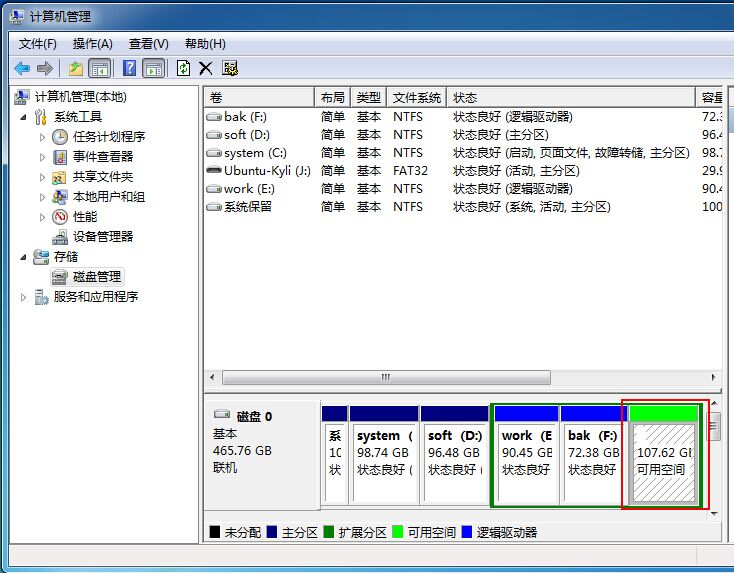 计算机管理
文件(F) 操作(A) 查看(V) 帮助(H)
计算机管理(本地)
系统工具
任务计划程序
事件查看器
共享文件夹
本地用户和组
性能
设备管理器
存储
磁盘管理
服务和应用程序
卷 布局 类型 文件系统 状态 容量
bak (F:) 简单 基本 NTFS 状态良好 (逻辑驱动器) 72.3
soft (D:) 简单 基本 NTFS 状态良好 (主分区) 96.4
system (C:) 简单 基本 NTFS 状态良好 (启动, 页面文件, 故障转储, 主分区) 98.7
Ubuntu-Kyli (J:) 简单 基本 FAT32 状态良好 (活动, 主分区) 29.9
work (E:) 简单 基本 NTFS 状态良好 (逻辑驱动器) 90.4
系统保留 简单 基本 NTFS 状态良好 (系统, 活动, 主分区) 100
磁盘 0
基本
465.76 GB
联机
系
10
状
system (
98.74 GB
状态良好 (
soft (D:)
96.48 GB
状态良好 (
work (E
90.45 GB
状态良好
bak (F:)
72.38 GB
状态良好
107.62 G
可用空间
未分配 主分区 扩展分区 可用空间 逻辑驱动器